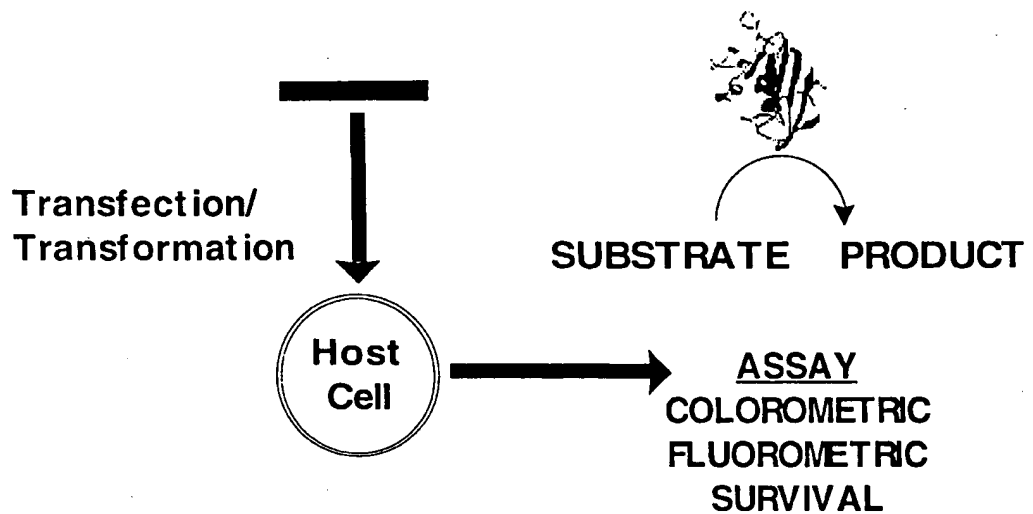 Transfection/
Transformation
SUBSTRATE PRODUCT
Host
Cell
ASSAY
COLOROMETRIC
FLUOROMETRIC
SURVIVAL